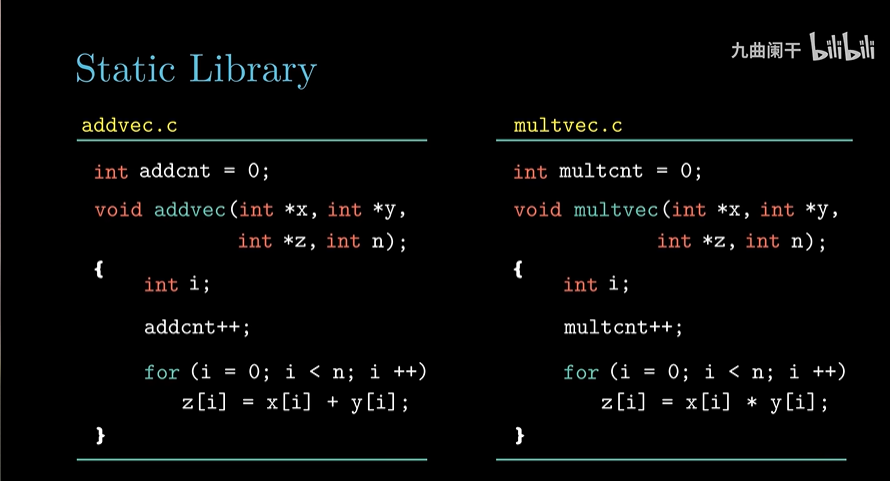 九曲阑干 bilibili
Static Library
addvec.c
int addcnt = 0;
void addvec(int *x, int *y,
int *z, int n);
{
int i;
addcnt++;
for (i = 0; i < n; i ++)
z[i] = x[i] + y[i];
}
multvec.c
int multcnt = 0;
void multvec(int *x, int *y,
int *z, int n);
{
int i;
multcnt++;
for (i = 0; i < n; i ++)
z[i] = x[i] * y[i];
}